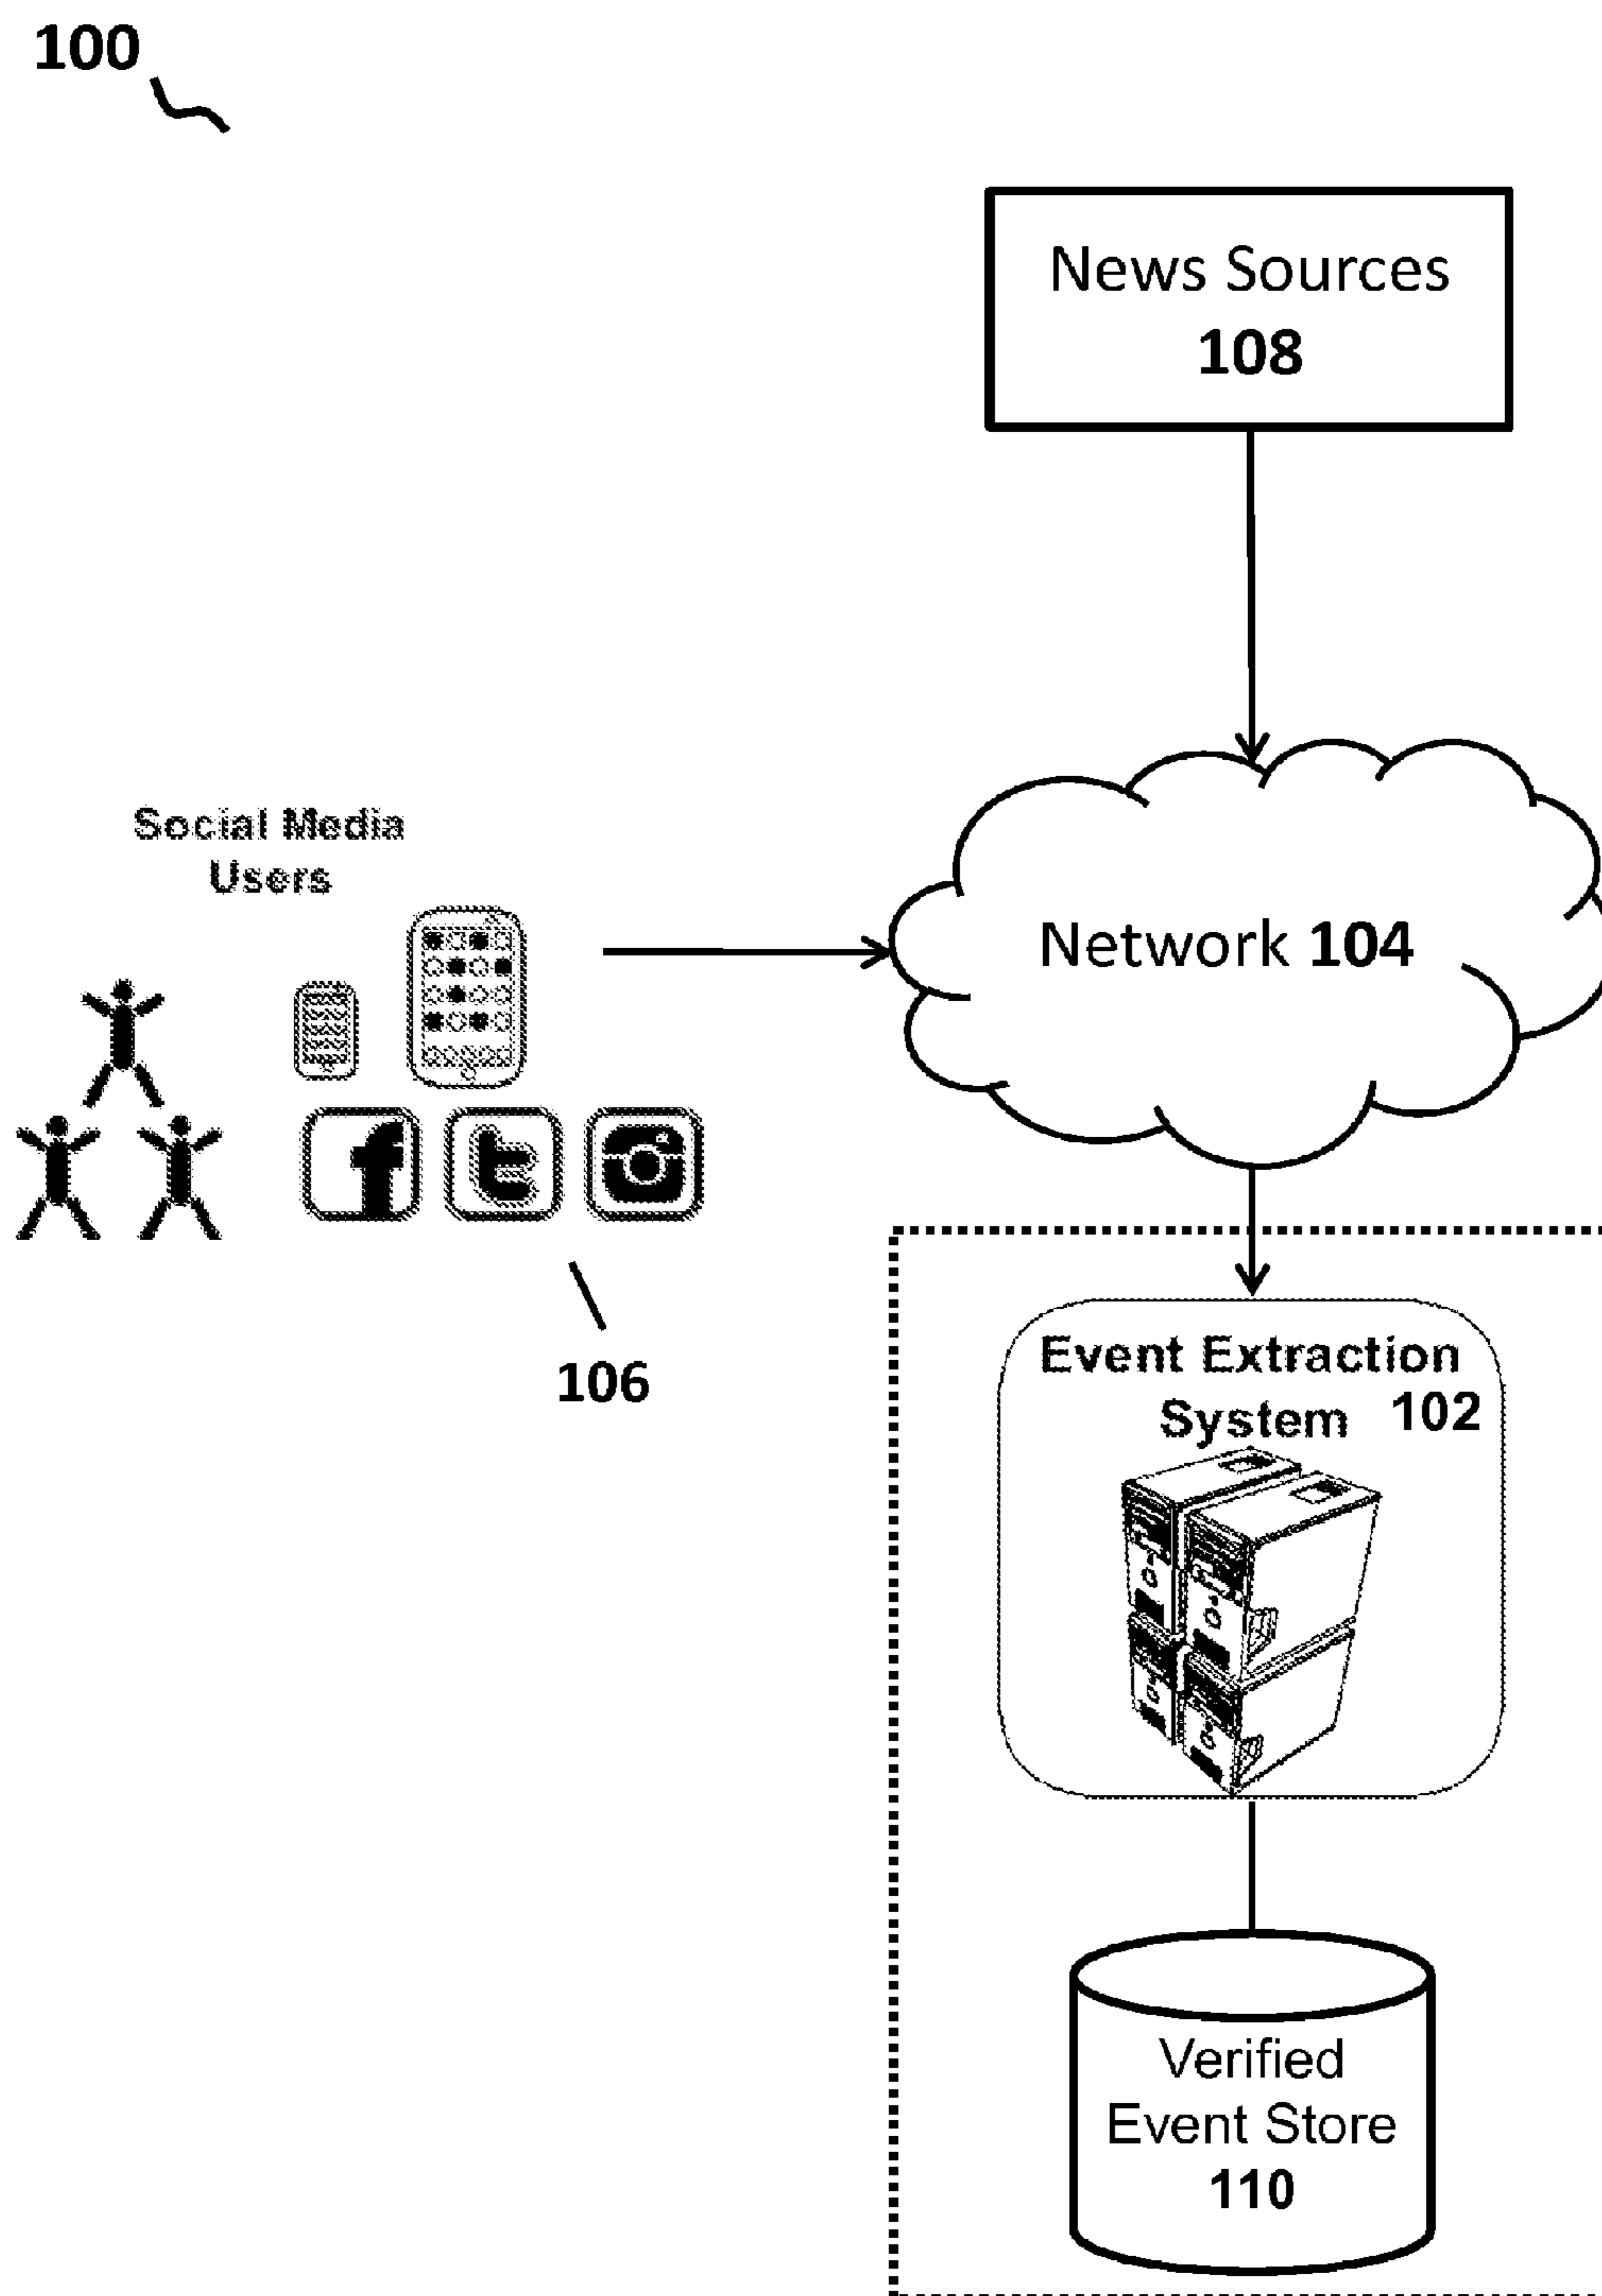 100
News Sources
108
Social Media
Users
Network 104
106
Event Extraction
System 102
Verified
Event Store
110